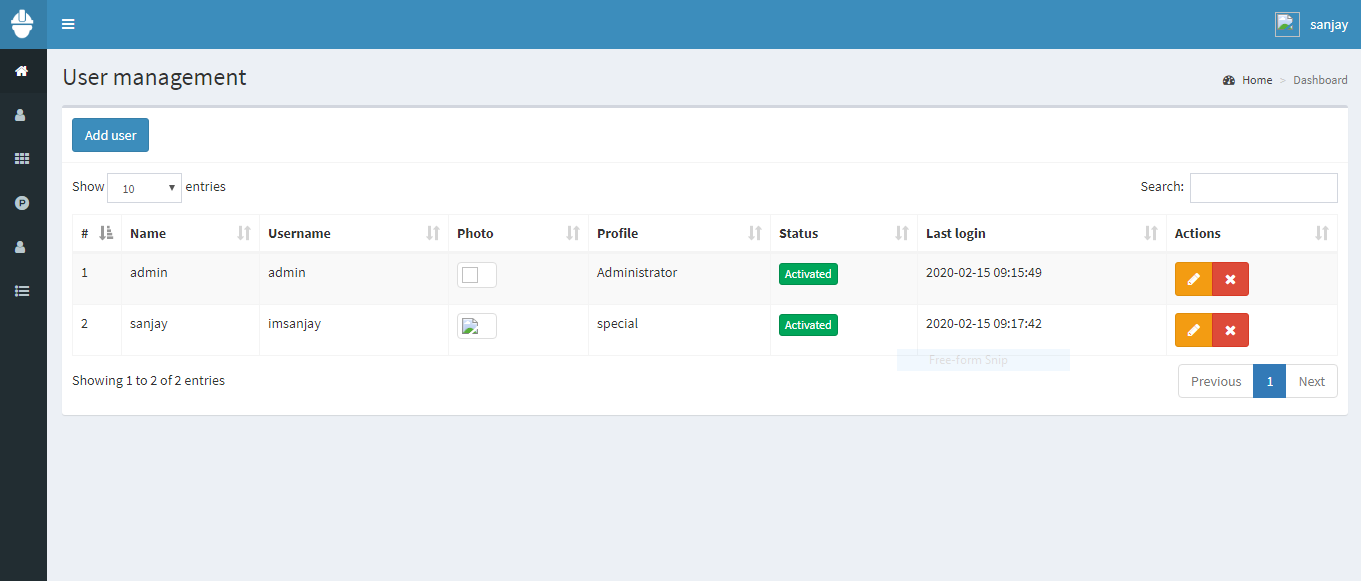 sanjay
User management
Home > Dashboard
Add user
Show 10 entries
Search:
# Name Username Photo Profile Status Last login Actions
1 admin admin Administrator Activated 2020-02-15 09:15:49
2 sanjay imsanjay special Activated 2020-02-15 09:17:42
Free-form Snip
Showing 1 to 2 of 2 entries
Previous 1 Next